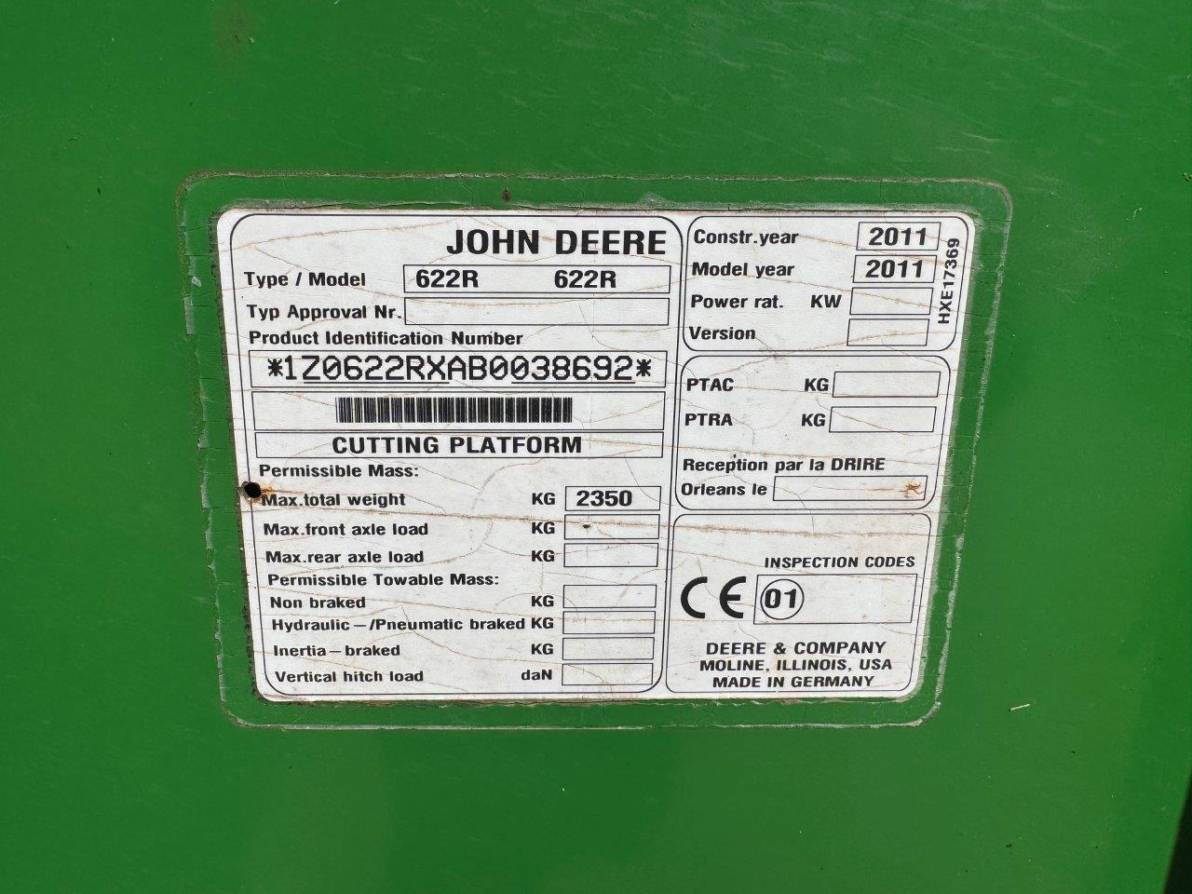 JOHN DEERE
Type / Model 622R 622R
Typ Approval Nr.
Product Identification Number
*1Z0622RXAB0038692*
CUTTING PLATFORM
Permissible Mass:
Max.total weight KG 2350
Max.front axle load KG
Max.rear axle load KG
Permissible Towable Mass:
Non braked KG
Hydraulic-/Pneumatic braked KG
Inertia-braked KG
Vertical hitch load daN
Constr.year 2011
Model year 2011
Power rat. KW
Version
HXE17369
PTAC KG
PTRA KG
Reception par la DRIRE
Orleans le
INSPECTION CODES
CE 01
DEERE & COMPANY
MOLINE, ILLINOIS, USA
MADE IN GERMANY